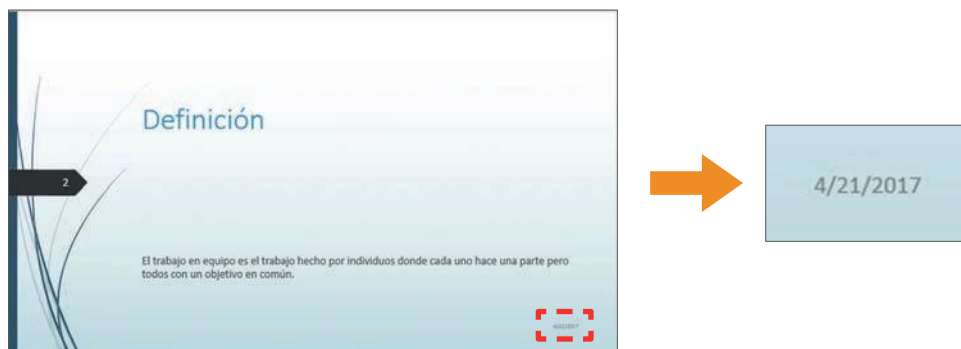 Definición
2
El trabajo en equipo es el trabajo hecho por individuos donde cada uno hace una parte pero
todos con un objetivo en común.
4/21/2017